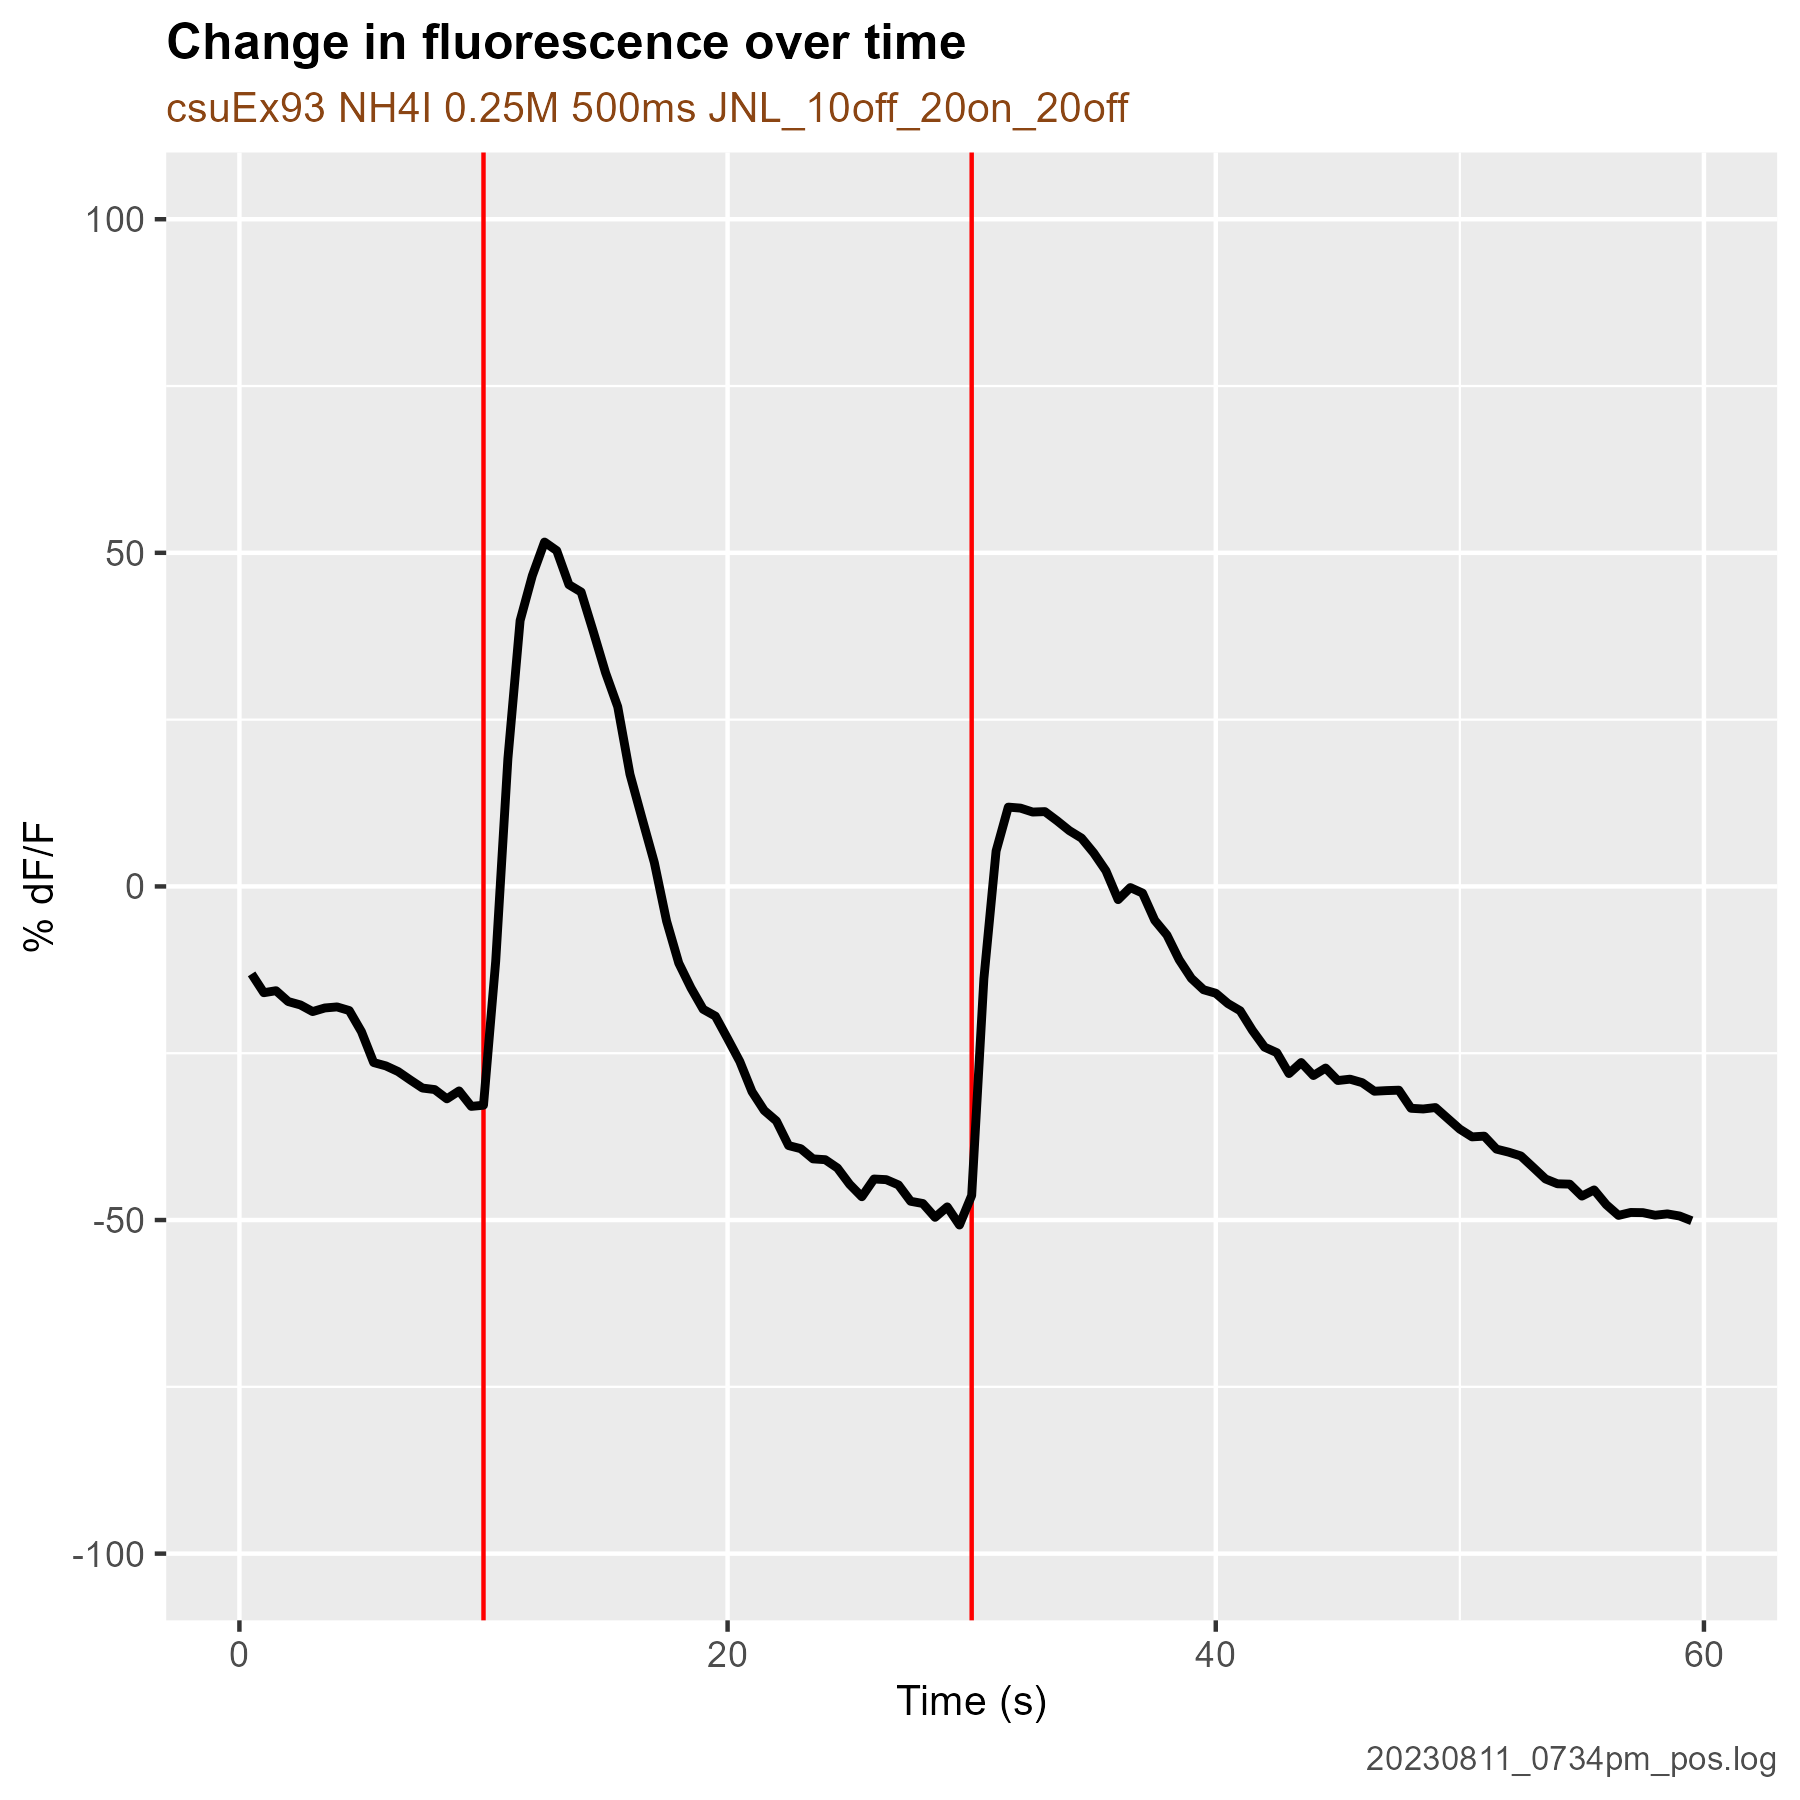 Change in fluorescence over time
csuEx93 NH4I 0.25M 500ms JNL_10off_20on_20off
100
50
0
-50
-100
% dF/F
0 20 40 60
Time (s)
20230811_0734pm_pos.log